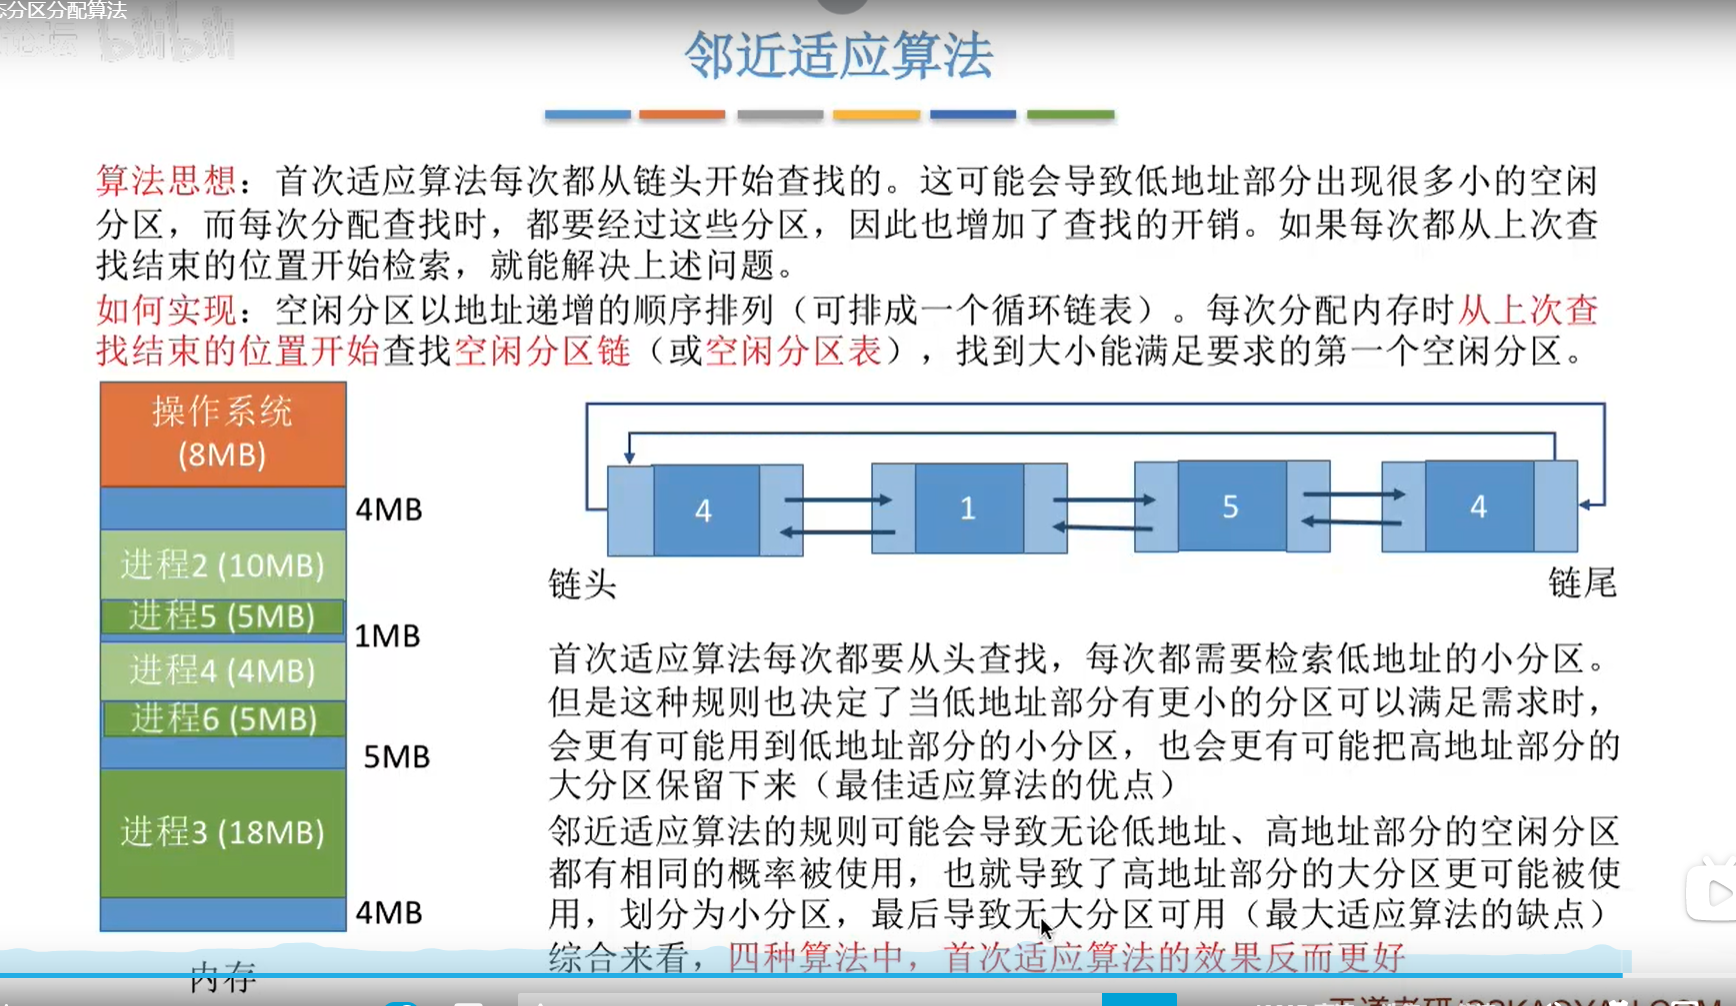 态分区分配算法
bilibili
邻近适应算法
算法思想：首次适应算法每次都从链头开始查找的。这可能会导致低地址部分出现很多小的空闲
分区，而每次分配查找时，都要经过这些分区，因此也增加了查找的开销。如果每次都从上次查
找结束的位置开始检索，就能解决上述问题。
如何实现：空闲分区以地址递增的顺序排列（可排成一个循环链表）。每次分配内存时从上次查
找结束的位置开始查找空闲分区链（或空闲分区表），找到大小能满足要求的第一个空闲分区。
操作系统
(8MB)
4MB
进程2 (10MB)
进程5 (5MB)
1MB
进程4 (4MB)
进程6 (5MB)
5MB
进程3 (18MB)
4MB
内存
4
1
5
4
链头
链尾
首次适应算法每次都要从头查找，每次都需要检索低地址的小分区。
但是这种规则也决定了当低地址部分有更小的分区可以满足需求时，
会更有可能用到低地址部分的小分区，也会更有可能把高地址部分的
大分区保留下来（最佳适应算法的优点）
邻近适应算法的规则可能会导致无论低地址、高地址部分的空闲分区
都有相同的概率被使用，也就导致了高地址部分的大分区更可能被使
用，划分为小分区，最后导致无大分区可用（最大适应算法的缺点）
综合来看，四种算法中，首次适应算法的效果反而更好